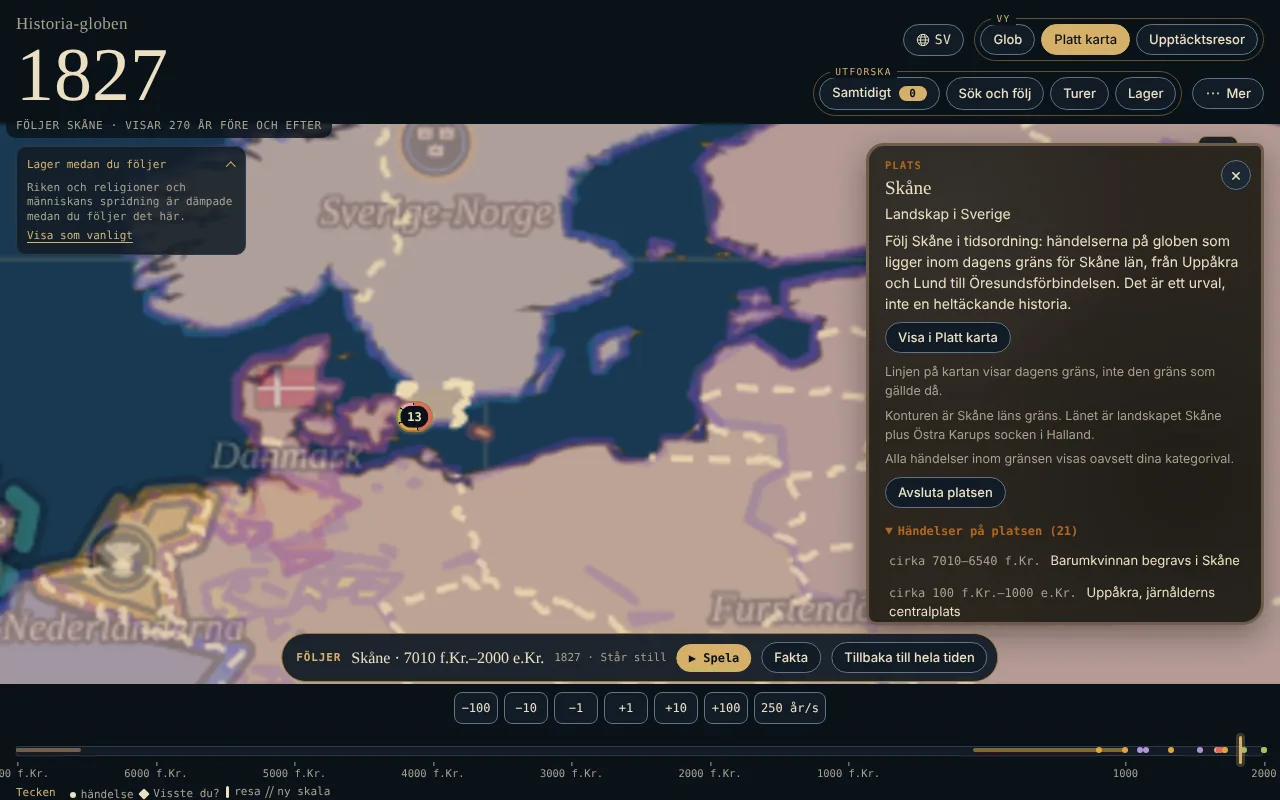 Historia-globen
1827
FÖLJER SKÅNE · VISAR 270 ÅR FÖRE OCH EFTER
SV
VY
Glob
Platt karta
Upptäcktsresor
UTFORSKA
Samtidigt 0
Sök och följ
Turer
Lager
··· Mer
Lager medan du följer
Riken och religioner och
människans spridning är dämpade
medan du följer det här.
Visa som vanligt
Sverige-Norge
13
Danmark
Nederländerna
PLATS
Skåne
×
Landskap i Sverige
Följ Skåne i tidsordning: händelserna på globen som
ligger inom dagens gräns för Skåne län, från Uppåkra
och Lund till Öresundsförbindelsen. Det är ett urval,
inte en heltäckande historia.
Visa i Platt karta
Linjen på kartan visar dagens gräns, inte den gräns som
gällde då.
Konturen är Skåne läns gräns. Länet är landskapet Skåne
plus Östra Karups socken i Halland.
Alla händelser inom gränsen visas oavsett dina kategorival.
Avsluta platsen
▼ Händelser på platsen (21)
cirka 7010–6540 f.Kr. Barumkvinnan begravs i Skåne
cirka 100 f.Kr.–1000 e.Kr. Uppåkra, järnålderns
centralplats
FÖLJER Skåne · 7010 f.Kr.–2000 e.Kr. 1827 · Står still
▶ Spela
Fakta
Tillbaka till hela tiden
−100
−10
−1
+1
+10
+100
250 år/s
00 f.Kr.
6000 f.Kr.
5000 f.Kr.
4000 f.Kr.
3000 f.Kr.
2000 f.Kr.
1000 f.Kr.
1000
2000
Tecken händelse Visste du? resa // ny skala